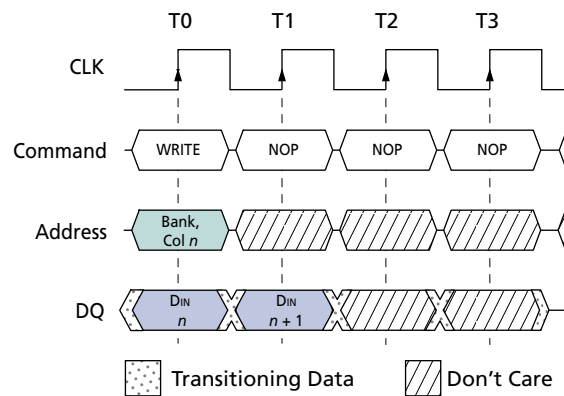 T0 T1 T2 T3
CLK
Command WRITE NOP NOP NOP
Address Bank,
Col n
DQ DIN DIN
n n + 1
Transitioning Data Don't Care